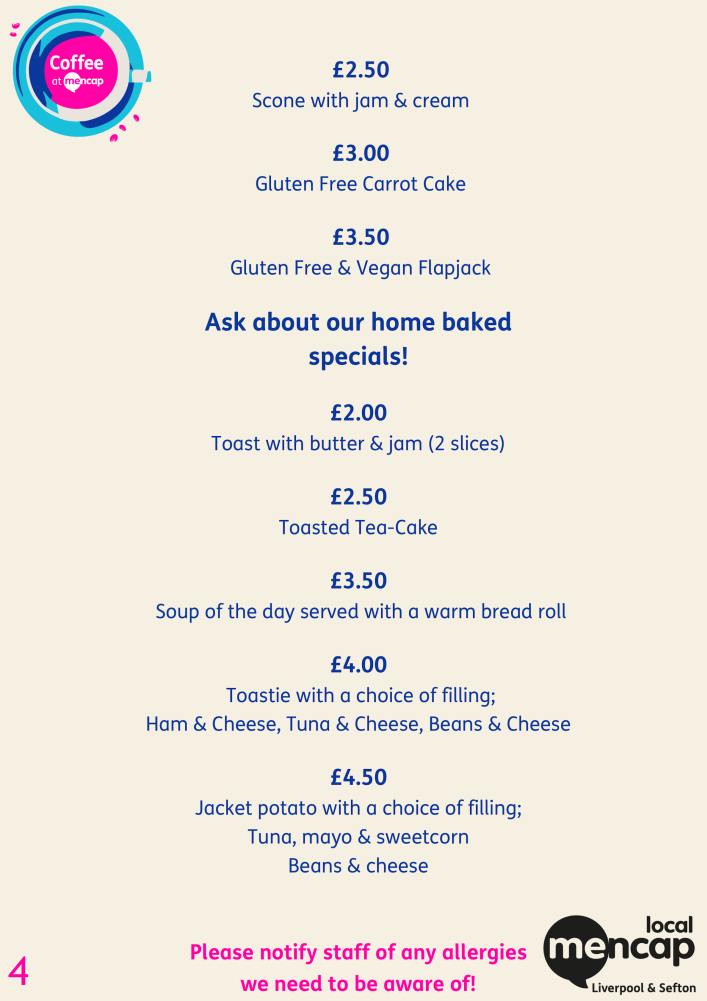 Coffee
at mencap
£2.50
Scone with jam & cream
£3.00
Gluten Free Carrot Cake
£3.50
Gluten Free & Vegan Flapjack
Ask about our home baked
specials!
£2.00
Toast with butter & jam (2 slices)
£2.50
Toasted Tea-Cake
£3.50
Soup of the day served with a warm bread roll
£4.00
Toastie with a choice of filling;
Ham & Cheese, Tuna & Cheese, Beans & Cheese
£4.50
Jacket potato with a choice of filling;
Tuna, mayo & sweetcorn
Beans & cheese
Please notify staff of any allergies
we need to be aware of!
4
local
mencap
Liverpool & Sefton